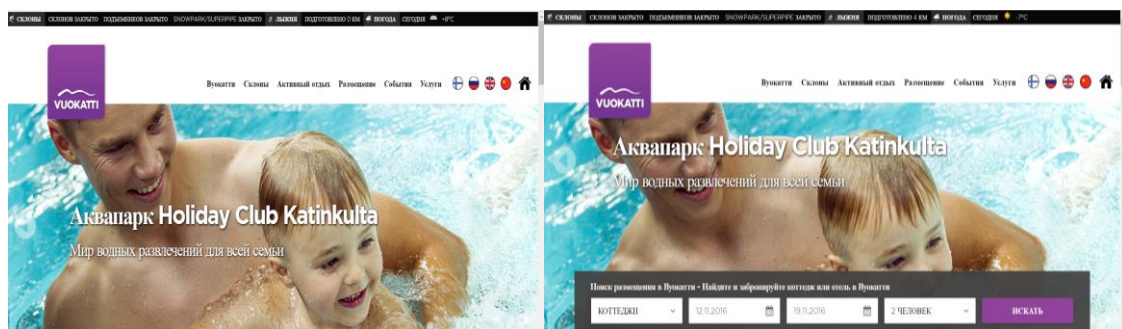 СКЛОНЫ СКЛОНОВ ЗАКРЫТО ПОДЪЕМНИКОВ ЗАКРЫТО SNOWPARK/SUPERPIPE ЗАКРЫТО ЛЫЖНЯ ПОДГОТОВЛЕНО 0 КМ ПОГОДА СЕГОДНЯ -8°C
VUOKATTI
Вуокатти Склоны Активный отдых Размещение События Услуги
Аквапарк Holiday Club Katinkulta
Мир водных развлечений для всей семьи
СКЛОНЫ СКЛОНОВ ЗАКРЫТО ПОДЪЕМНИКОВ ЗАКРЫТО SNOWPARK/SUPERPIPE ЗАКРЫТО ЛЫЖНЯ ПОДГОТОВЛЕНО 4 КМ ПОГОДА СЕГОДНЯ -7°C
VUOKATTI
Вуокатти Склоны Активный отдых Размещение События Услуги
Аквапарк Holiday Club Katinkulta
Мир водных развлечений для всей семьи
Поиск размещения в Вуокатти • Найдите и забронируйте коттедж или отель в Вуокатти
КОТТЕДЖИ 12.11.2016 19.11.2016 2 ЧЕЛОВЕК ИСКАТЬ